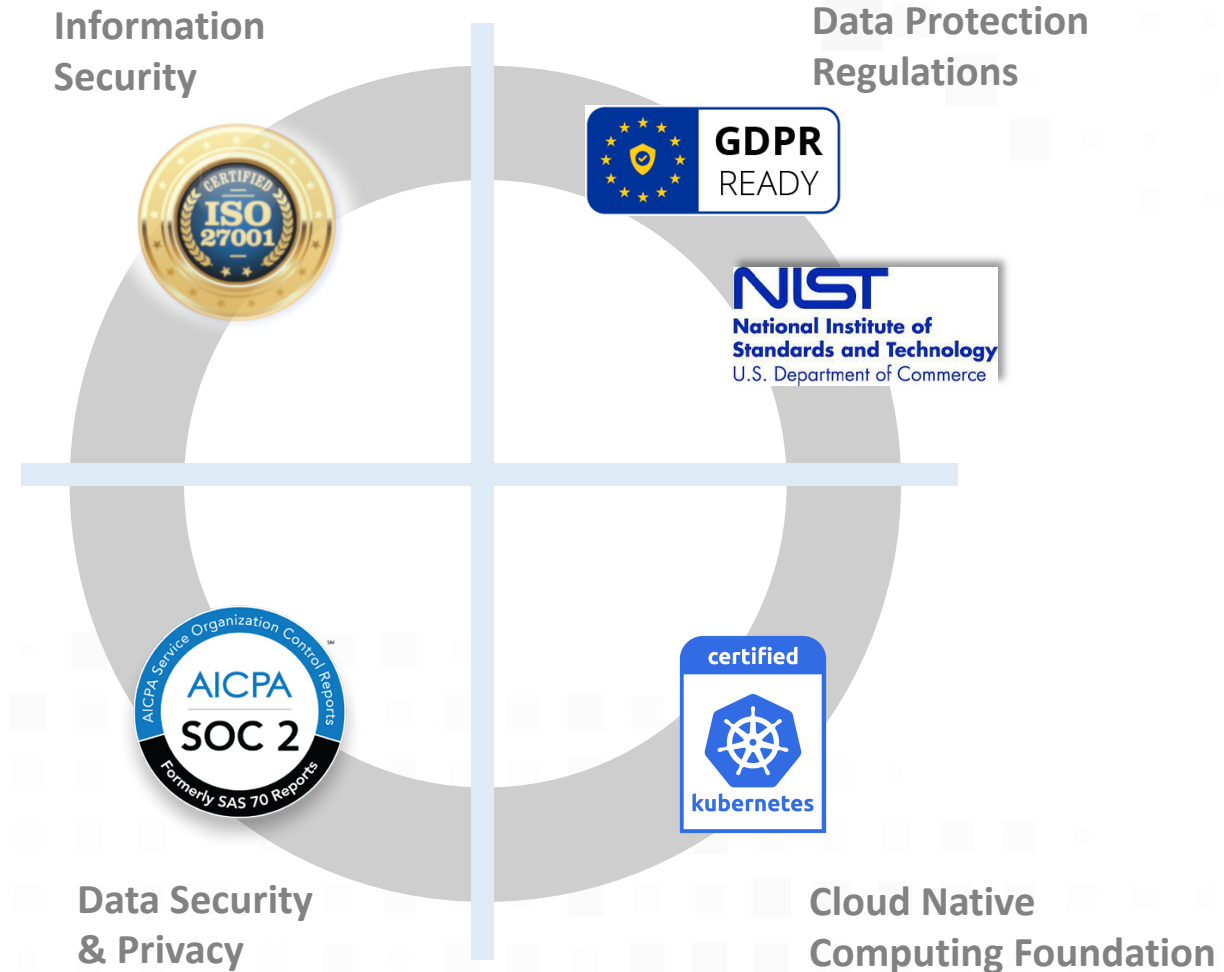 Information
Security
Data Protection
Regulations
CERTIFIED
ISO
27001
GDPR
READY
NIST
National Institute of
Standards and Technology
U.S. Department of Commerce
AICPA Service Organization Control Reports
SM
AICPA
SOC 2
Formerly SAS 70 Reports
certified
kubernetes
Data Security
& Privacy
Cloud Native
Computing Foundation